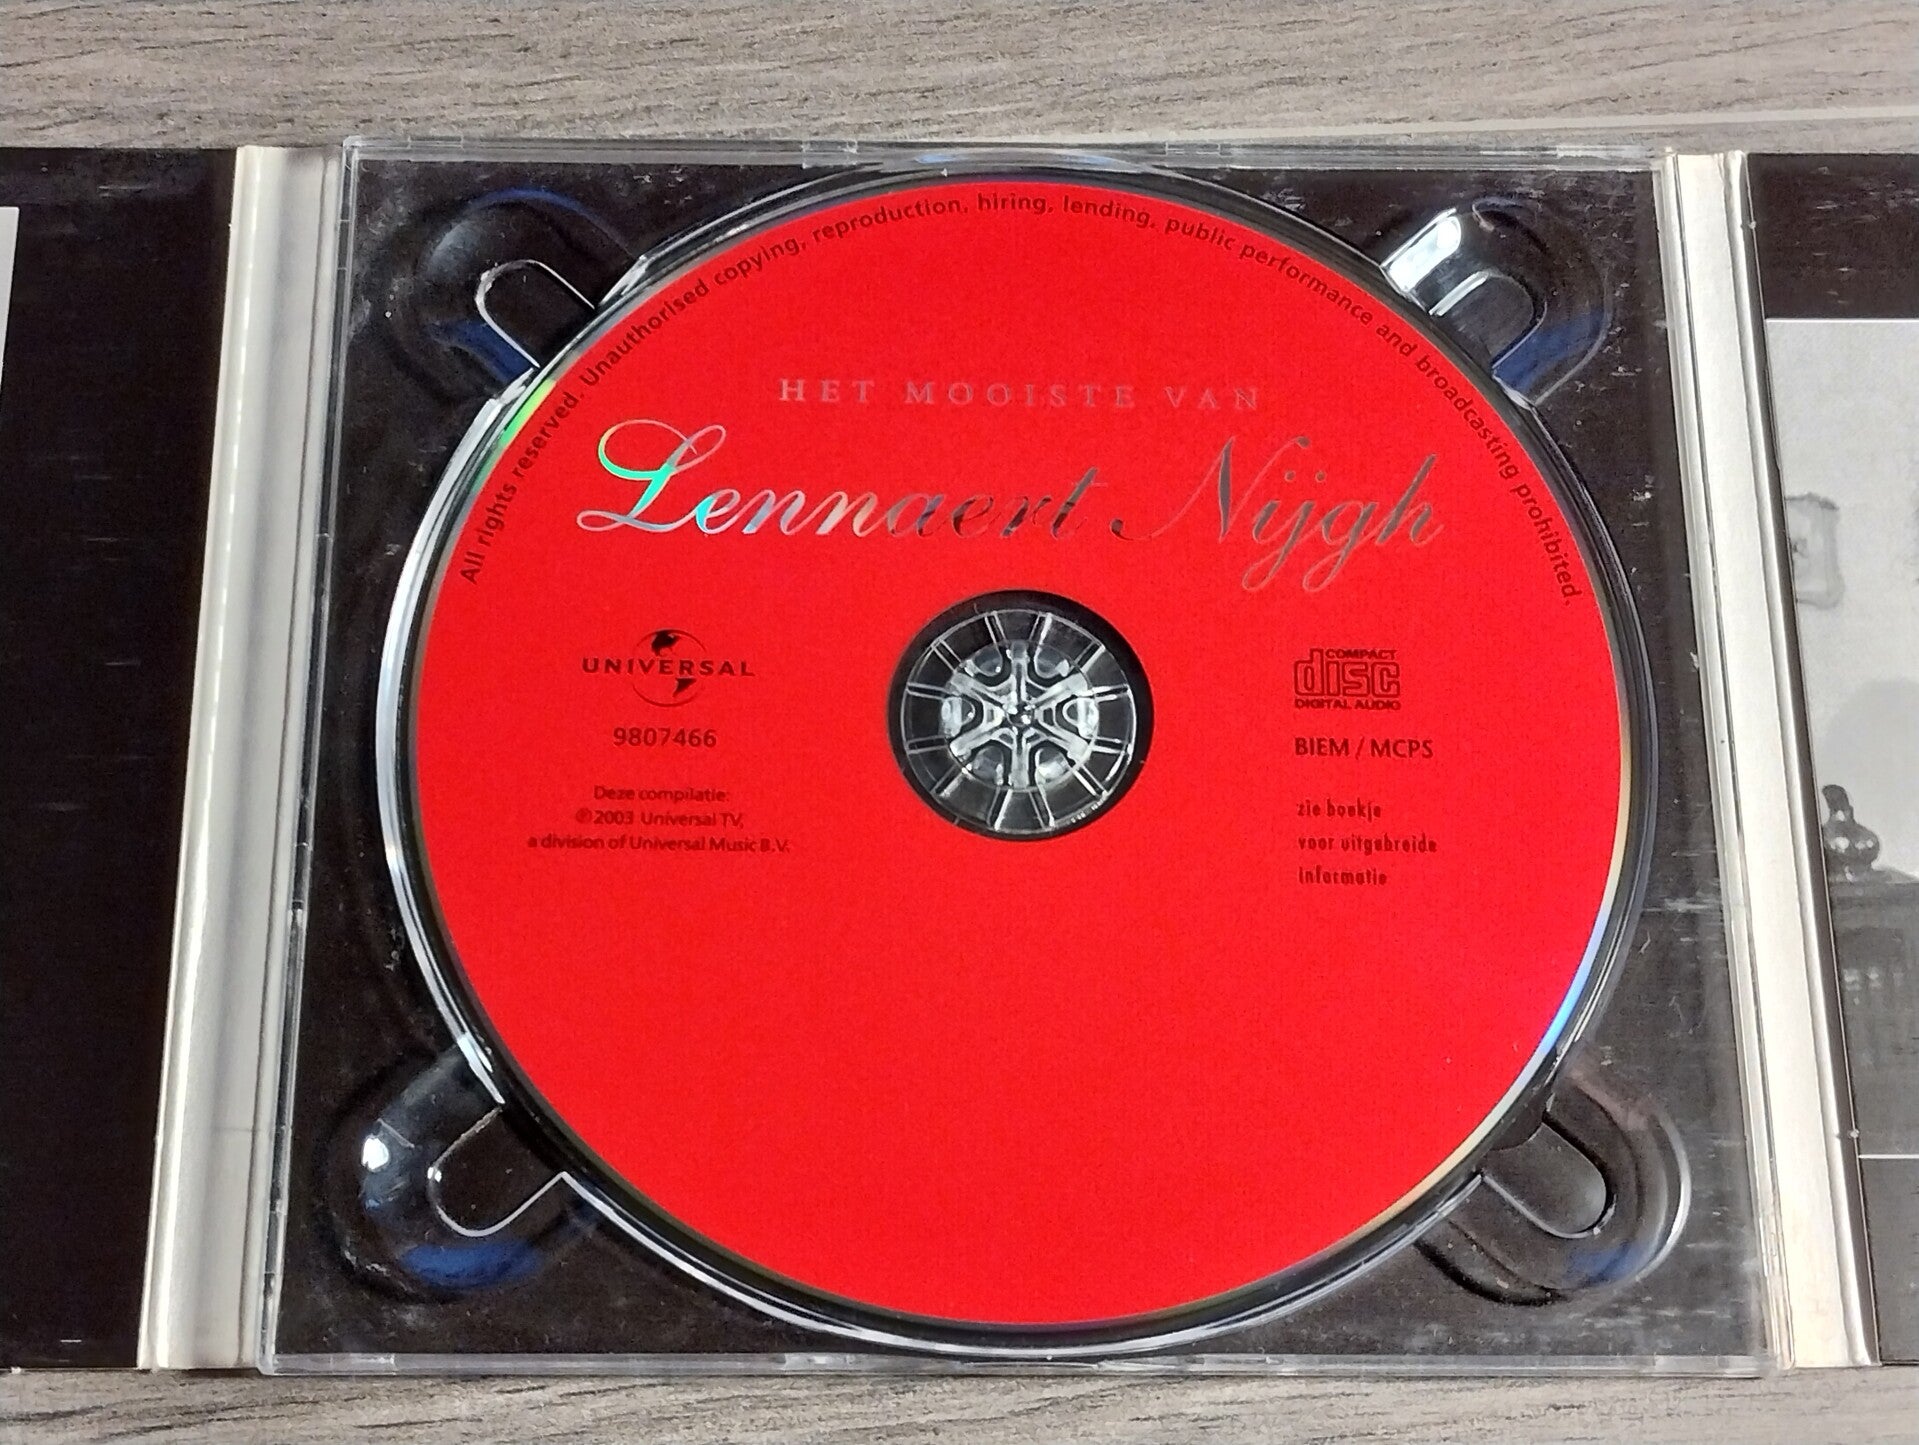 All rights reserved. Unauthorised copying, reproduction, hiring, lending, public performance and broadcasting prohibited.
HET MOOISTE VAN
Lennaert Nijgh
UNIVERSAL
9807466
Deze compilatie:
℗2003 Universal TV,
a division of Universal Music B.V.
COMPACT
disc
DIGITAL AUDIO
BIEM / MCPS
zie boekje
voor uitgebreide
informatie